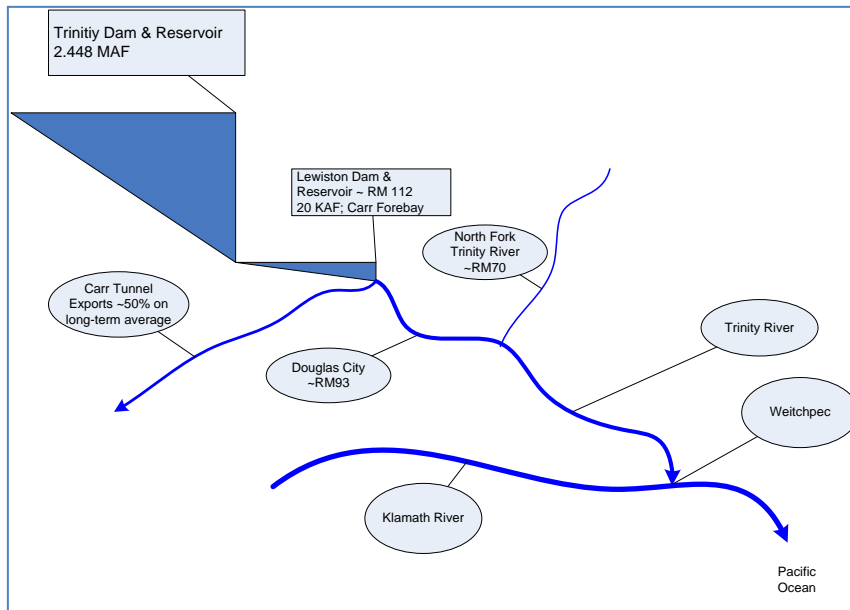 Trinitiy Dam & Reservoir
2.448 MAF
Lewiston Dam &
Reservoir ~ RM 112
20 KAF; Carr Forebay
North Fork
Trinity River
~RM70
Carr Tunnel
Exports ~50% on
long-term average
Trinity River
Douglas City
~RM93
Weitchpec
Klamath River
Pacific
Ocean